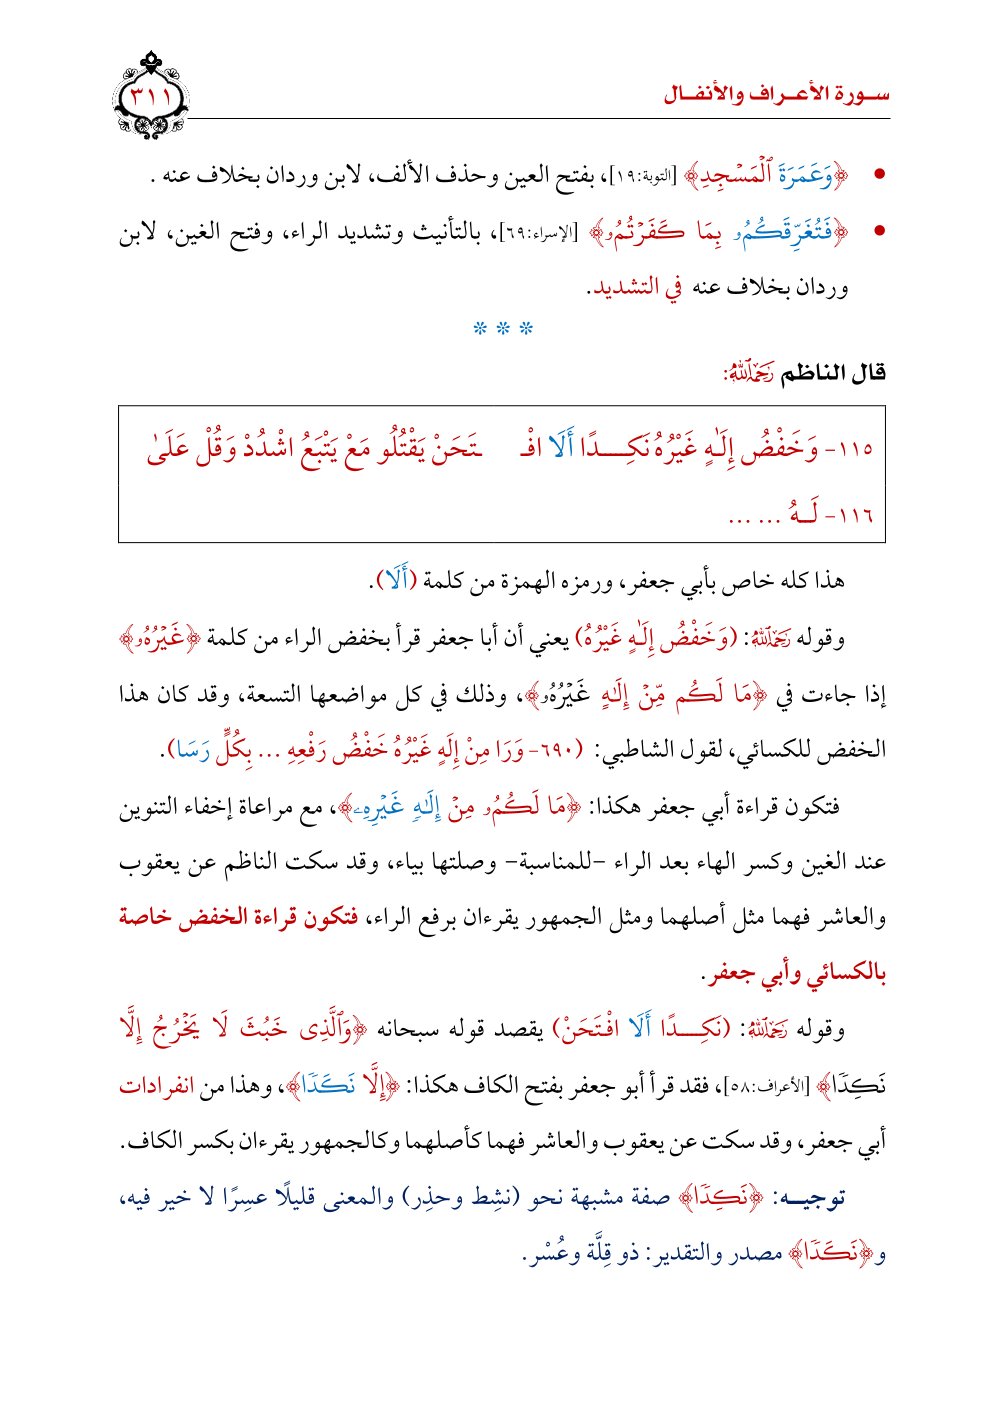 سـورة الأعـراف والأنفـال
٣١١
• ﴿وَعَمَرَةَ ٱلْمَسْجِدِ﴾ [التوبة:١٩]، بفتح العين وحذف الألف، لابن وردان بخلاف عنه .
• ﴿فَتُغَرِّقَكُمُۥ بِمَا كَفَرْتُمُۥ﴾ [الإسراء:٦٩]، بالتأنيث وتشديد الراء، وفتح الغين، لابن
وردان بخلاف عنه في التشديد.
* * *
قال الناظم رَحِمَهُ ٱللَّهُ:
١١٥- وَخَفْضُ إِلَـٰهٍ غَيْرُهُ نَكِـــدًا أَلَا افْـ ـتَحَنْ يَقْتُلُو مَعْ يَتْبَعُ اشْدُدْ وَقُلْ عَلَىٰ
١١٦- لَـهُ ... ...
هذا كله خاص بأبي جعفر، ورمزه الهمزة من كلمة (أَلَا).
وقوله رَحِمَهُ ٱللَّهُ: (وَخَفْضُ إِلَـٰهٍ غَيْرُهُ) يعني أن أبا جعفر قرأ بخفض الراء من كلمة ﴿غَيْرُهُۥ﴾
إذا جاءت في ﴿مَا لَكُم مِّنْ إِلَـٰهٍ غَيْرُهُۥ﴾، وذلك في كل مواضعها التسعة، وقد كان هذا
الخفض للكسائي، لقول الشاطبي: (٦٩٠- وَرَا مِنْ إِلَهٍ غَيْرُهُ خَفْضُ رَفْعِهِ ... بِكُلٍّ رَسَا).
فتكون قراءة أبي جعفر هكذا: ﴿مَا لَكُمُۥ مِنْ إِلَـٰهٍ غَيْرِهِۦ﴾، مع مراعاة إخفاء التنوين
عند الغين وكسر الهاء بعد الراء -للمناسبة- وصلتها بياء، وقد سكت الناظم عن يعقوب
والعاشر فهما مثل أصلهما ومثل الجمهور يقرءان برفع الراء، فتكون قراءة الخفض خاصة
بالكسائي وأبي جعفر.
وقوله رَحِمَهُ ٱللَّهُ: (نَكِـــدًا أَلَا افْتَحَنْ) يقصد قوله سبحانه ﴿وَٱلَّذِى خَبُثَ لَا يَخْرُجُ إِلَّا
نَكِدًا﴾ [الأعراف:٥٨]، فقد قرأ أبو جعفر بفتح الكاف هكذا: ﴿إِلَّا نَكَدًا﴾، وهذا من انفرادات
أبي جعفر، وقد سكت عن يعقوب والعاشر فهما كأصلهما وكالجمهور يقرءان بكسر الكاف.
توجيـــه: ﴿نَكِدًا﴾ صفة مشبهة نحو (نشِط وحذِر) والمعنى قليلًا عسِرًا لا خير فيه،
و﴿نَكَدًا﴾ مصدر والتقدير: ذو قِلَّة وعُسْر.